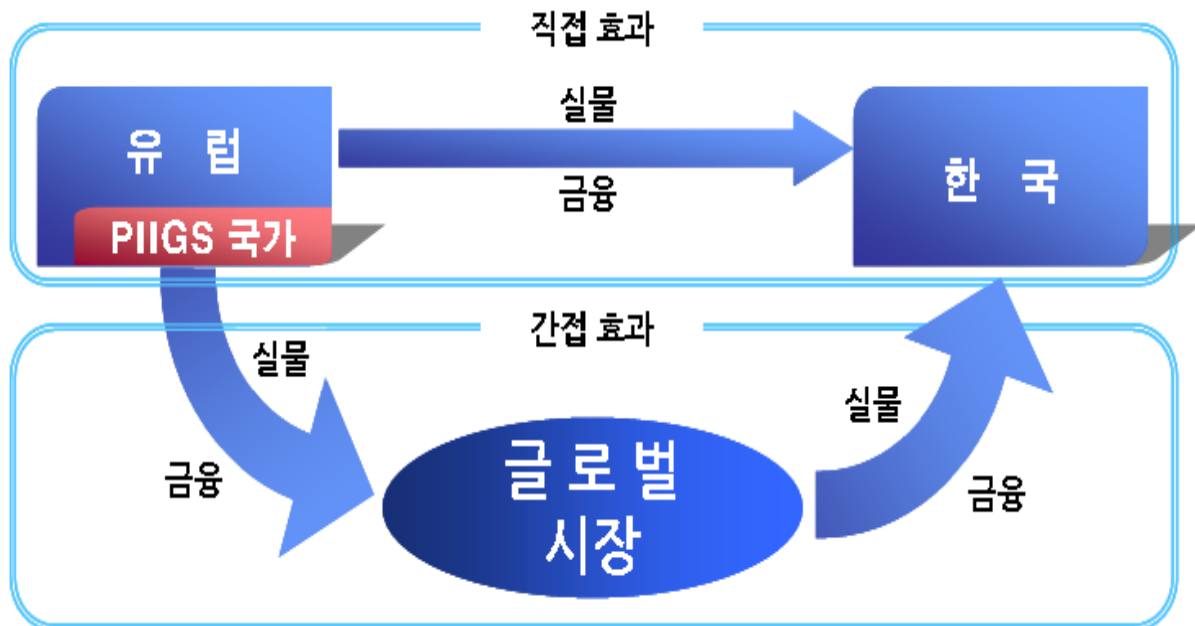 직접 효과
실물
유 럽
한 국
금융
PIIGS 국가
간접 효과
실물
실물
글 로 벌
시장
금융
금융